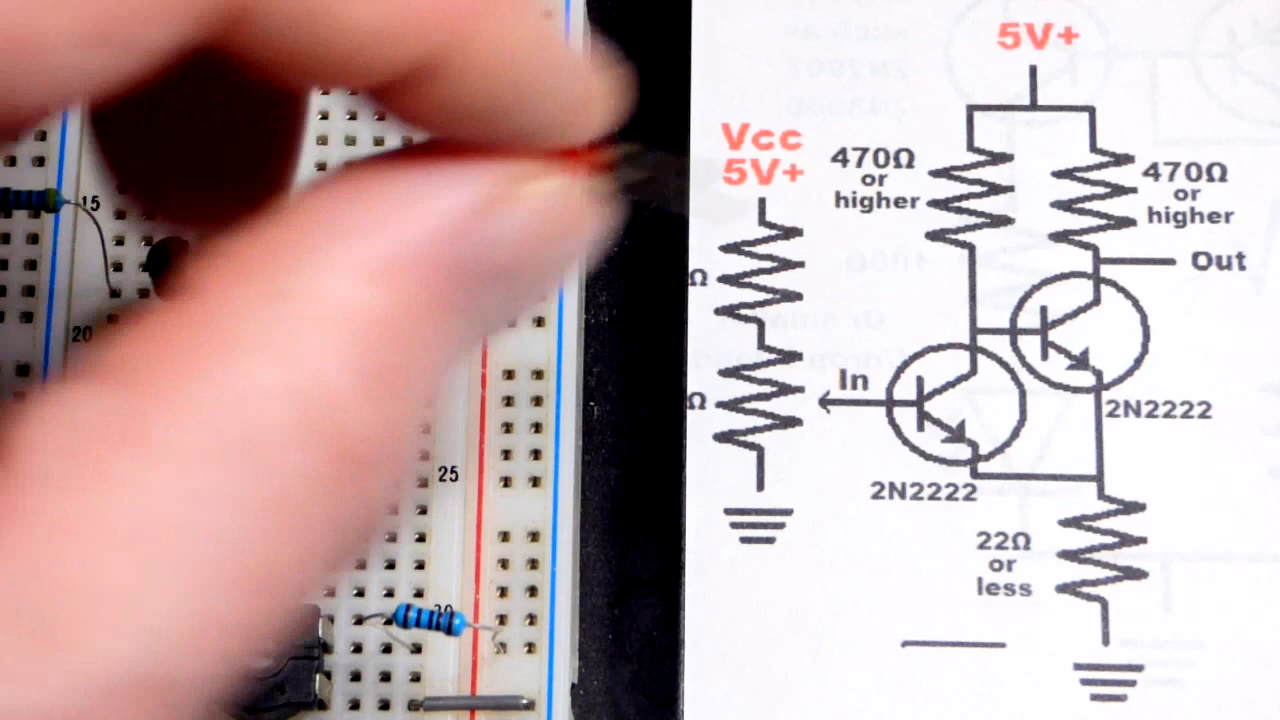 5V+
Vcc
5V+
470Ω
or
higher
470Ω
or
higher
Out
Ω
In
Ω
2N2222
2N2222
22Ω
or
less
15
20
25
30